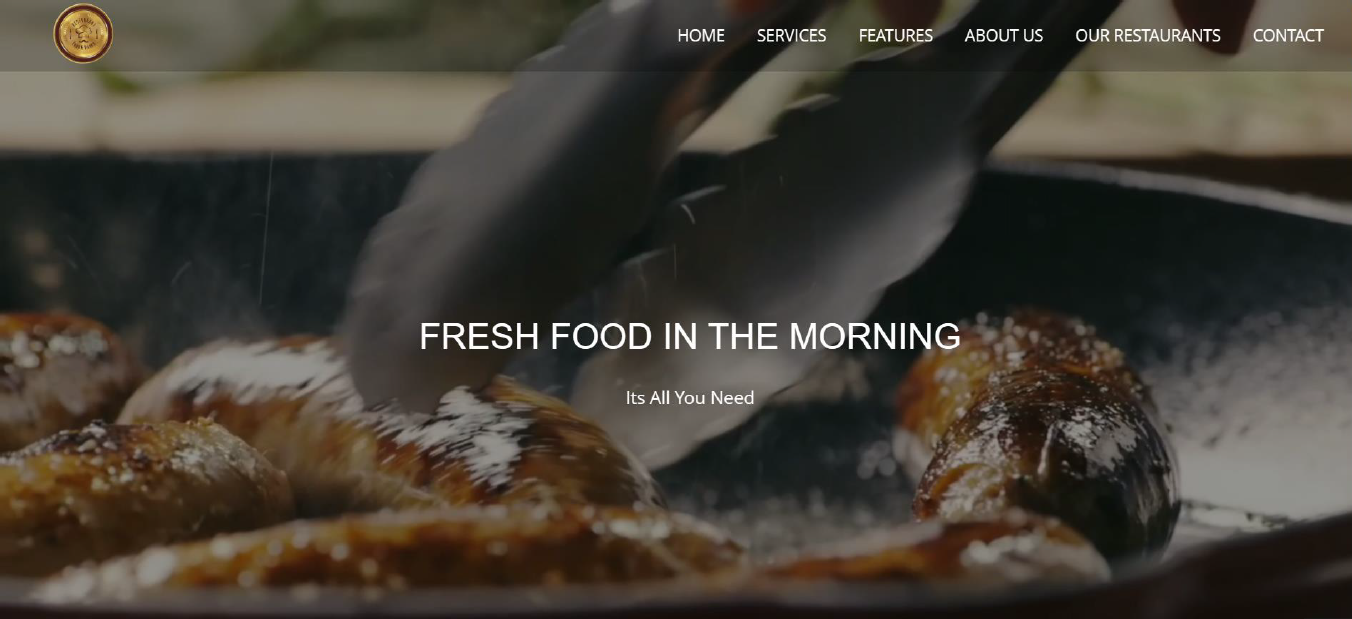 HOME SERVICES FEATURES ABOUT US OUR RESTAURANTS CONTACT
FRESH FOOD IN THE MORNING
Its All You Need